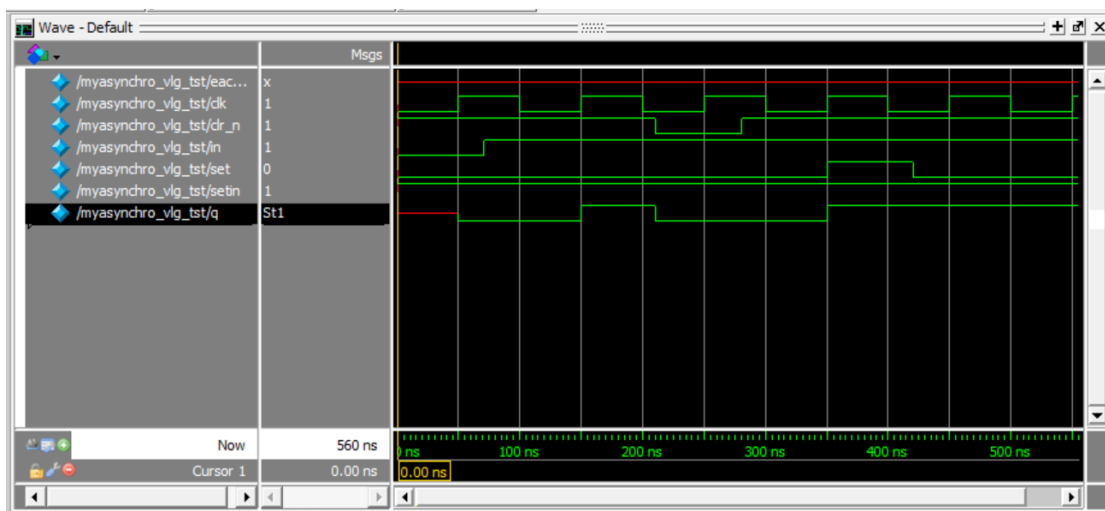 Wave - Default
Msgs
/myasynchro_vlg_tst/eac... x
/myasynchro_vlg_tst/clk 1
/myasynchro_vlg_tst/clr_n 1
/myasynchro_vlg_tst/in 1
/myasynchro_vlg_tst/set 0
/myasynchro_vlg_tst/setin 1
/myasynchro_vlg_tst/q St1
Now 560 ns ns 100 ns 200 ns 300 ns 400 ns 500 ns
Cursor 1 0.00 ns 0.00 ns